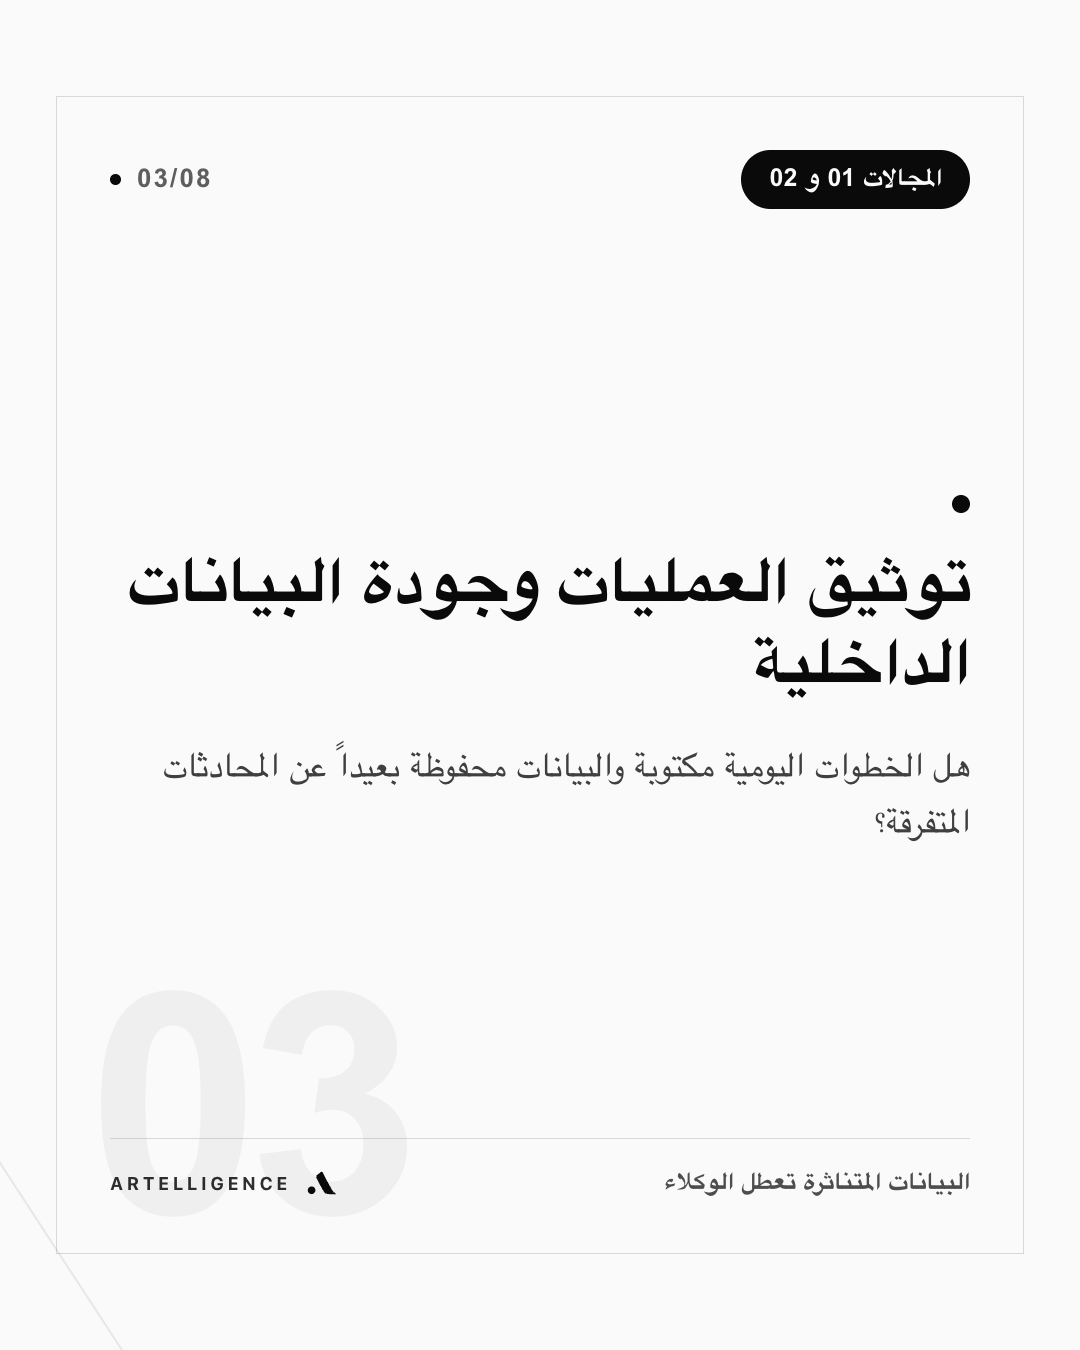 المجالات 01 و 02
03/08
توثيق العمليات وجودة البيانات
الداخلية
هل الخطوات اليومية مكتوبة والبيانات محفوظة بعيداً عن المحادثات
المتفرقة؟
03
البيانات المتناثرة تعطل الوكلاء
ARTELLIGENCE